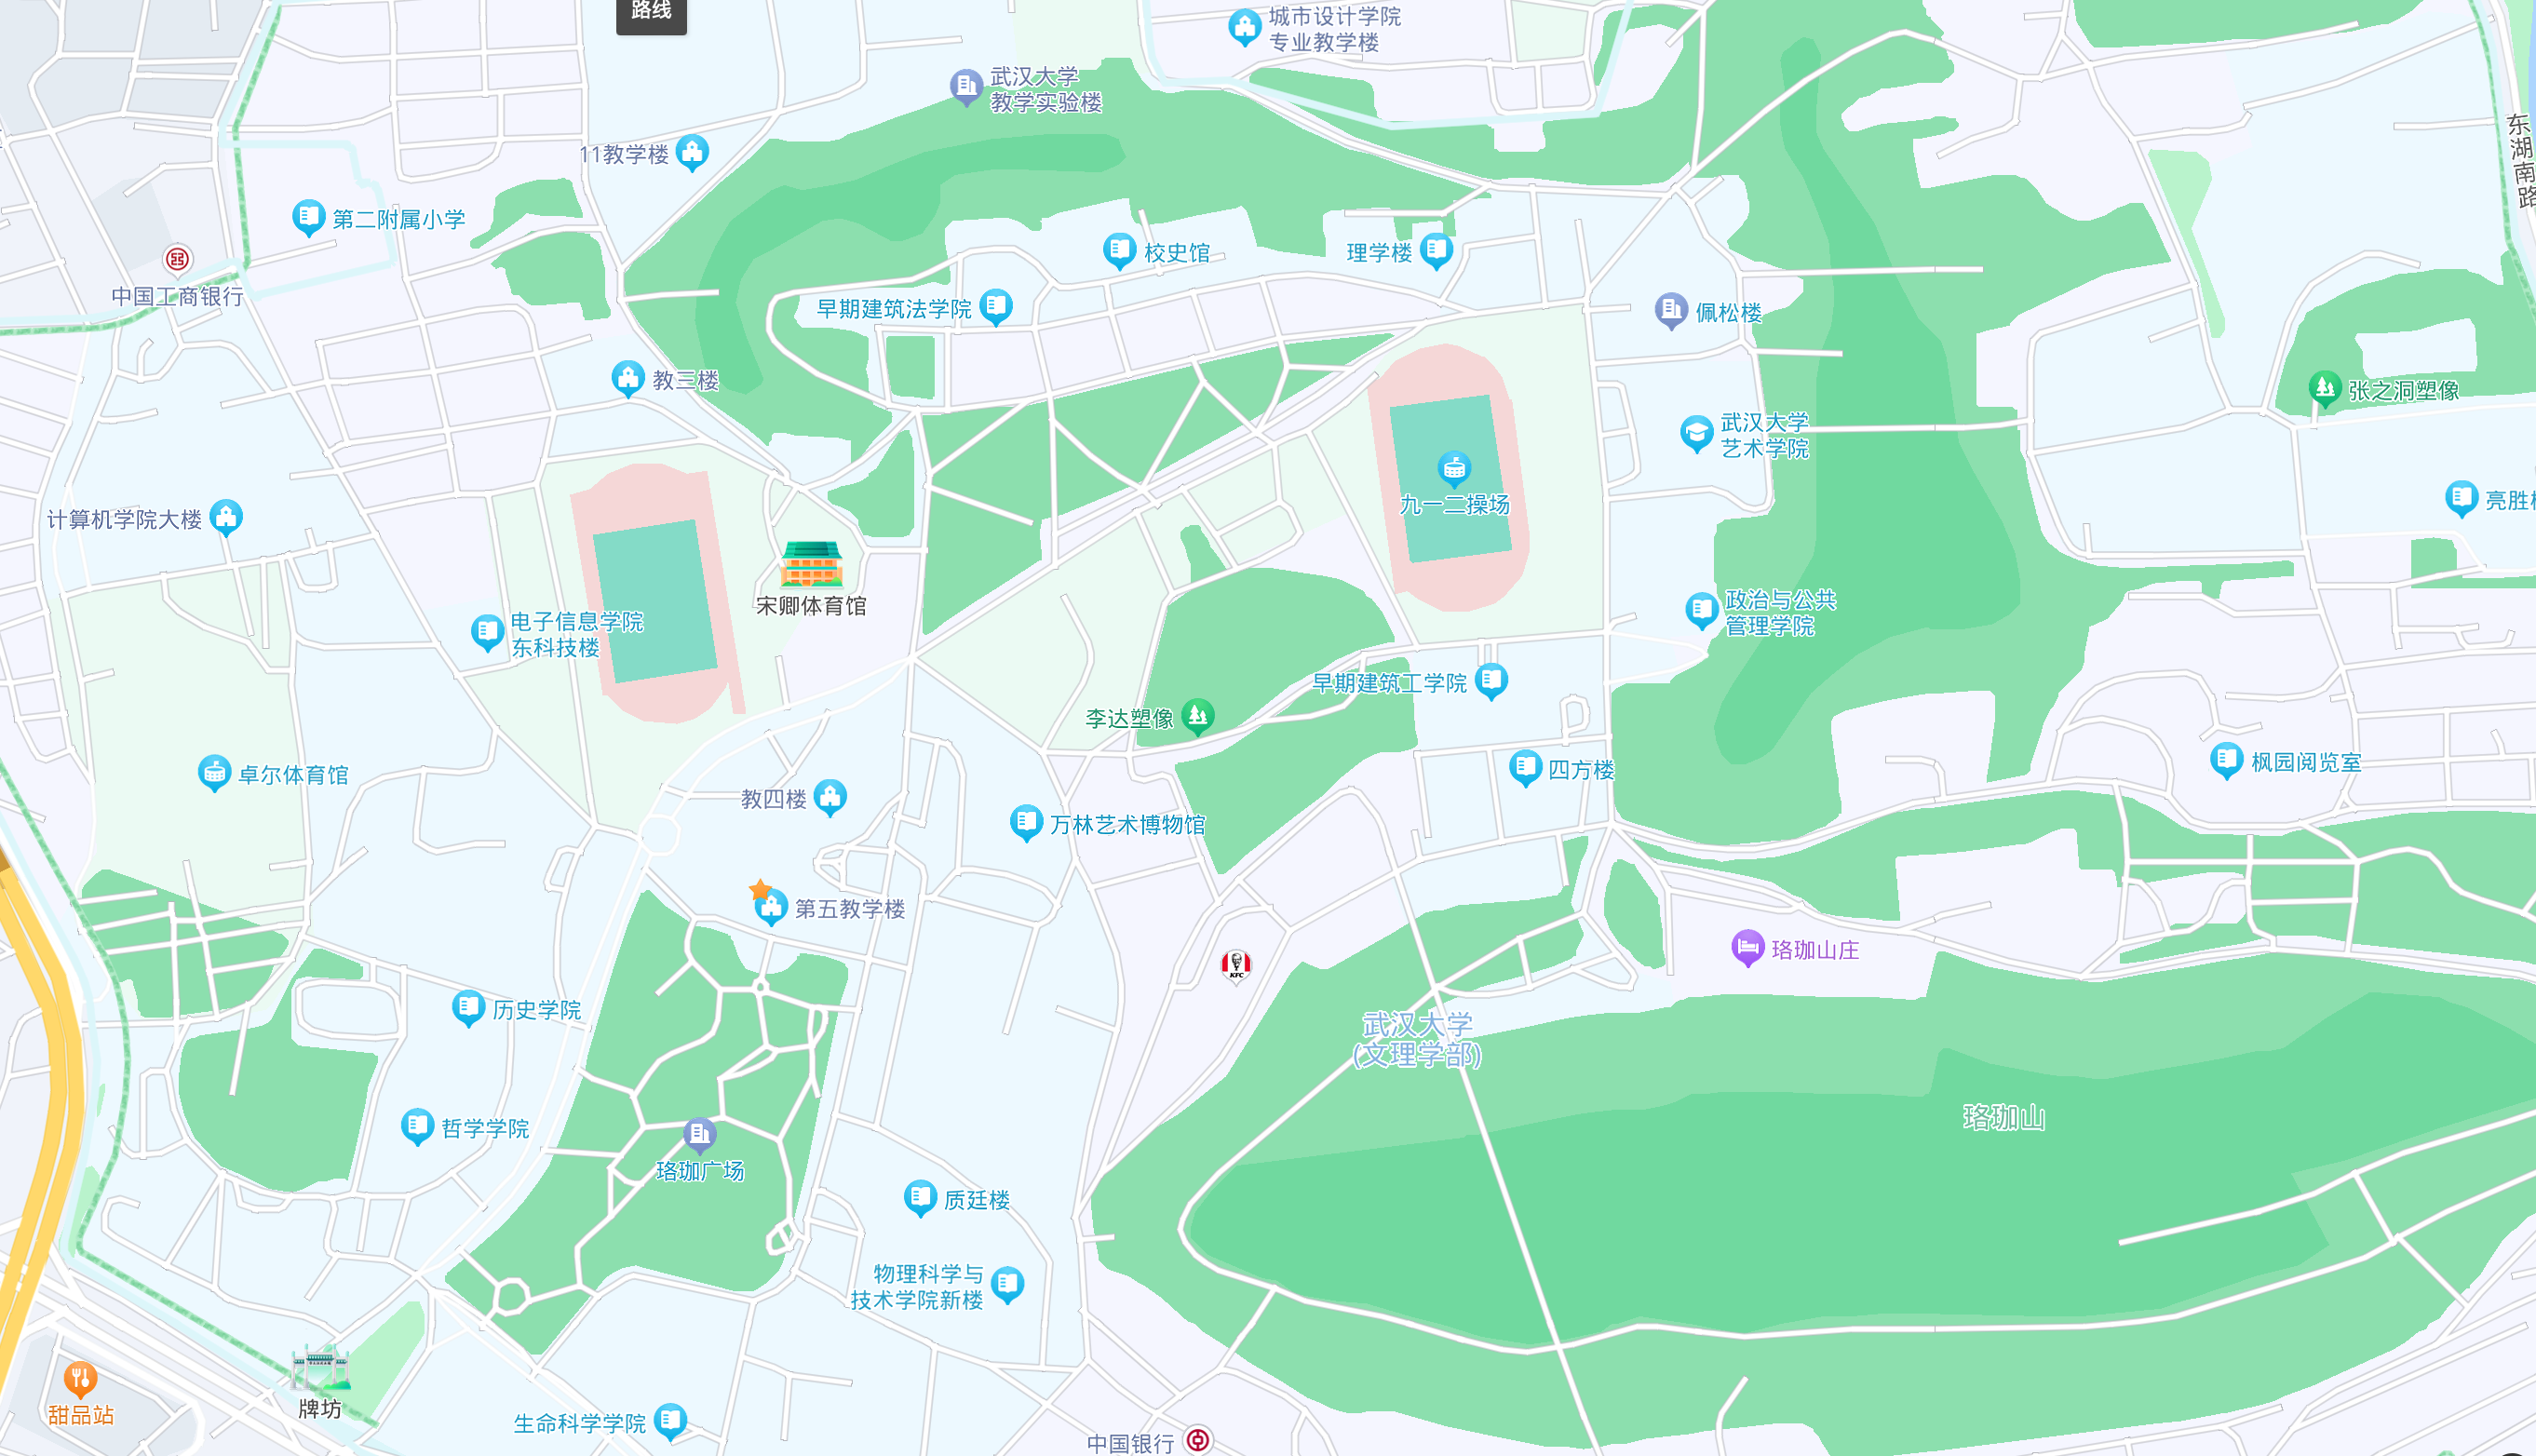 路线
城市设计学院
专业教学楼
武汉大学
教学实验楼
11教学楼
东湖南路
第二附属小学
校史馆
理学楼
中国工商银行
早期建筑法学院
佩松楼
教三楼
张之洞塑像
武汉大学
艺术学院
九一二操场
亮胜
计算机学院大楼
宋卿体育馆
政治与公共
管理学院
电子信息学院
东科技楼
早期建筑工学院
李达塑像
枫园阅览室
四方楼
卓尔体育馆
教四楼
万林艺术博物馆
第五教学楼
珞珈山庄
KFC
历史学院
武汉大学
(文理学部)
珞珈山
哲学学院
珞珈广场
质廷楼
物理科学与
技术学院新楼
牌坊
甜品站
生命科学学院
中国银行